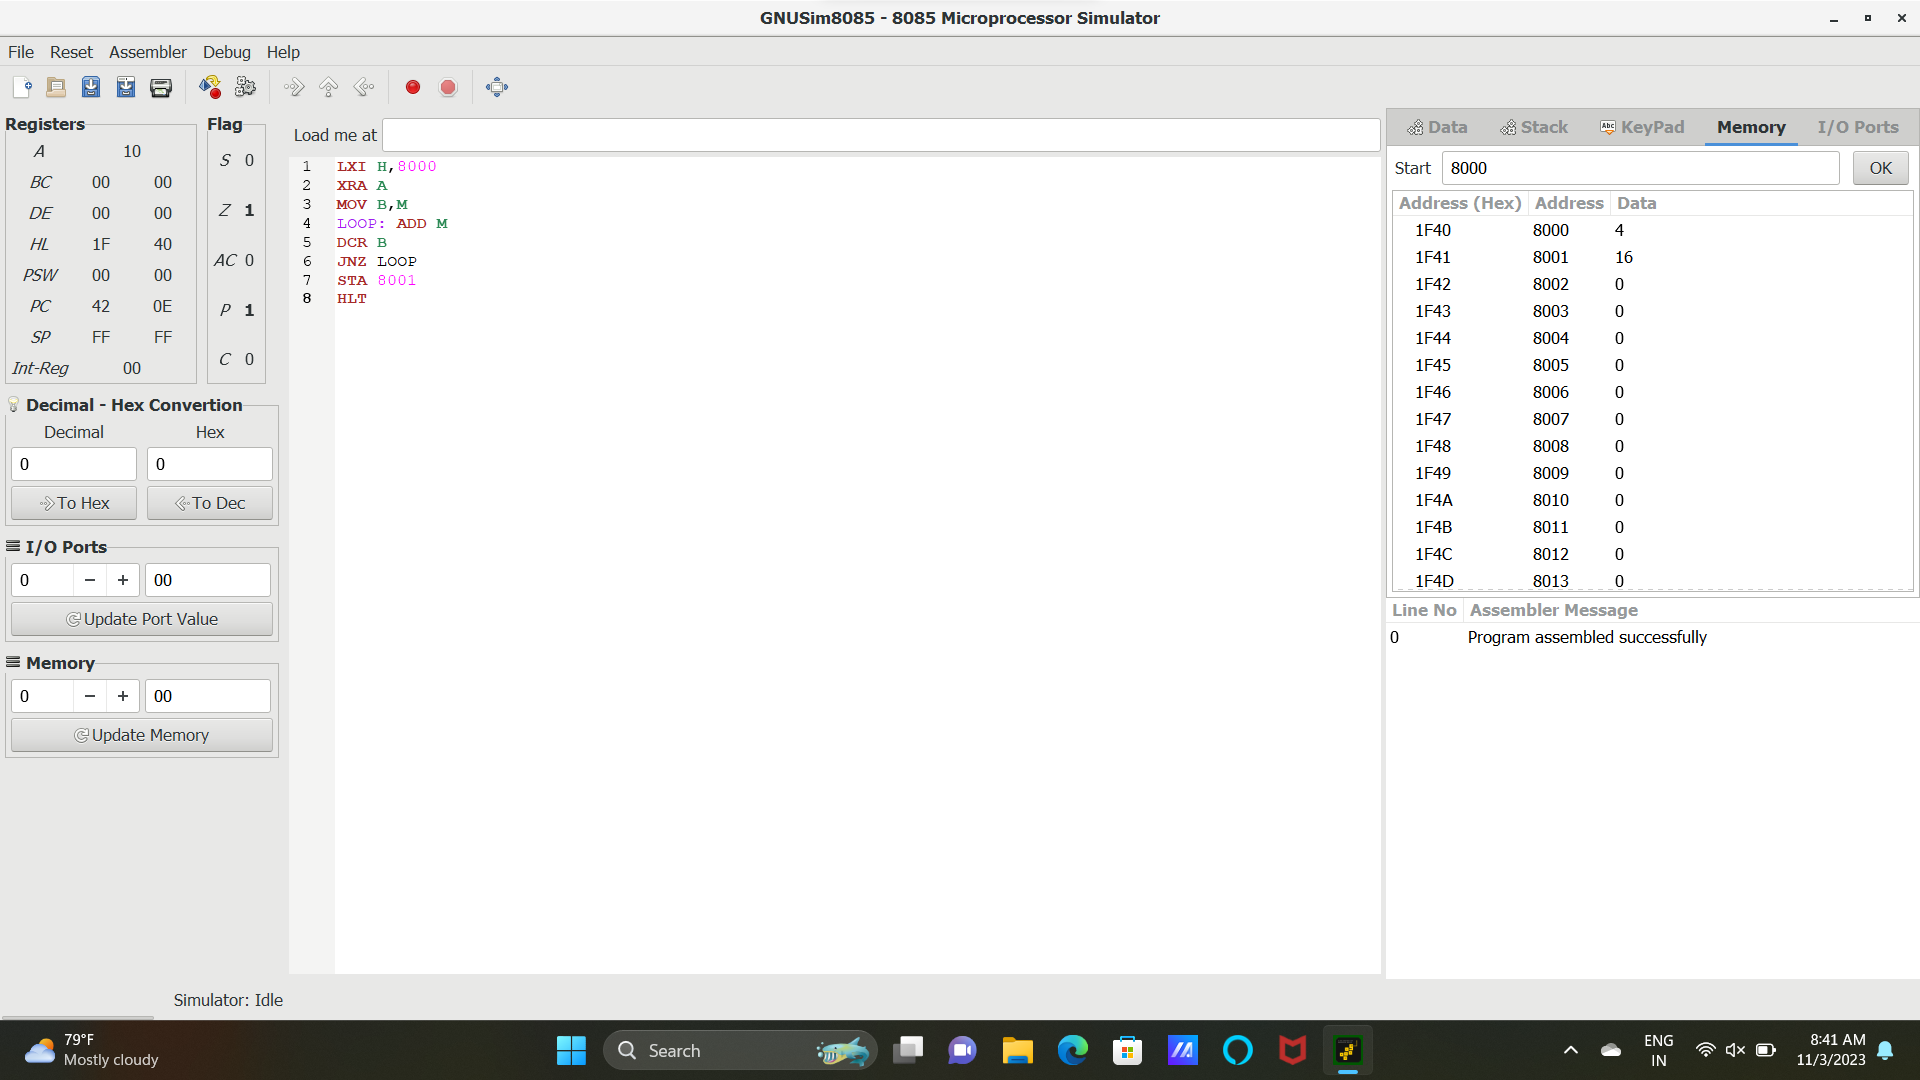 GNUSim8085 - 8085 Microprocessor Simulator
File Reset Assembler Debug Help
Registers
A 10
BC 00 00
DE 00 00
HL 1F 40
PSW 00 00
PC 42 0E
SP FF FF
Int-Reg 00
Flag
S 0
Z 1
AC 0
P 1
C 0
Decimal - Hex Convertion
Decimal Hex
0 0
To Hex To Dec
I/O Ports
0 − + 00
Update Port Value
Memory
0 − + 00
Update Memory
Load me at
1 LXI H,8000
2 XRA A
3 MOV B,M
4 LOOP: ADD M
5 DCR B
6 JNZ LOOP
7 STA 8001
8 HLT
Data Stack Abc KeyPad Memory I/O Ports
Start 8000 OK
Address (Hex) Address Data
1F40 8000 4
1F41 8001 16
1F42 8002 0
1F43 8003 0
1F44 8004 0
1F45 8005 0
1F46 8006 0
1F47 8007 0
1F48 8008 0
1F49 8009 0
1F4A 8010 0
1F4B 8011 0
1F4C 8012 0
1F4D 8013 0
Line No Assembler Message
0 Program assembled successfully
Simulator: Idle
79°F
Mostly cloudy
Search
ENG
IN
8:41 AM
11/3/2023